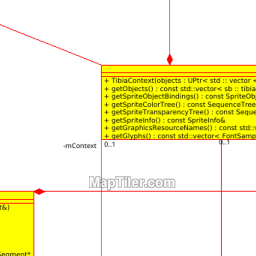 + TibiaContext(objects : UPtr< std :: vector <
+ getObjects() : const std::vector< sb :: tibia
+ getSpriteObjectBindings() : const SpriteObj
+ getSpriteColorTree() : const SequenceTree
+ getSpriteTransparencyTree() : const Seque
+ getSpriteInfo() : const SpriteInfo&
+ getGraphicsResourceNames() : const std::v
+ getGlyphs() : const std::vector< FontSamp
-mContext
0..1
0..1
MapTiler.com
t&)
Segment*